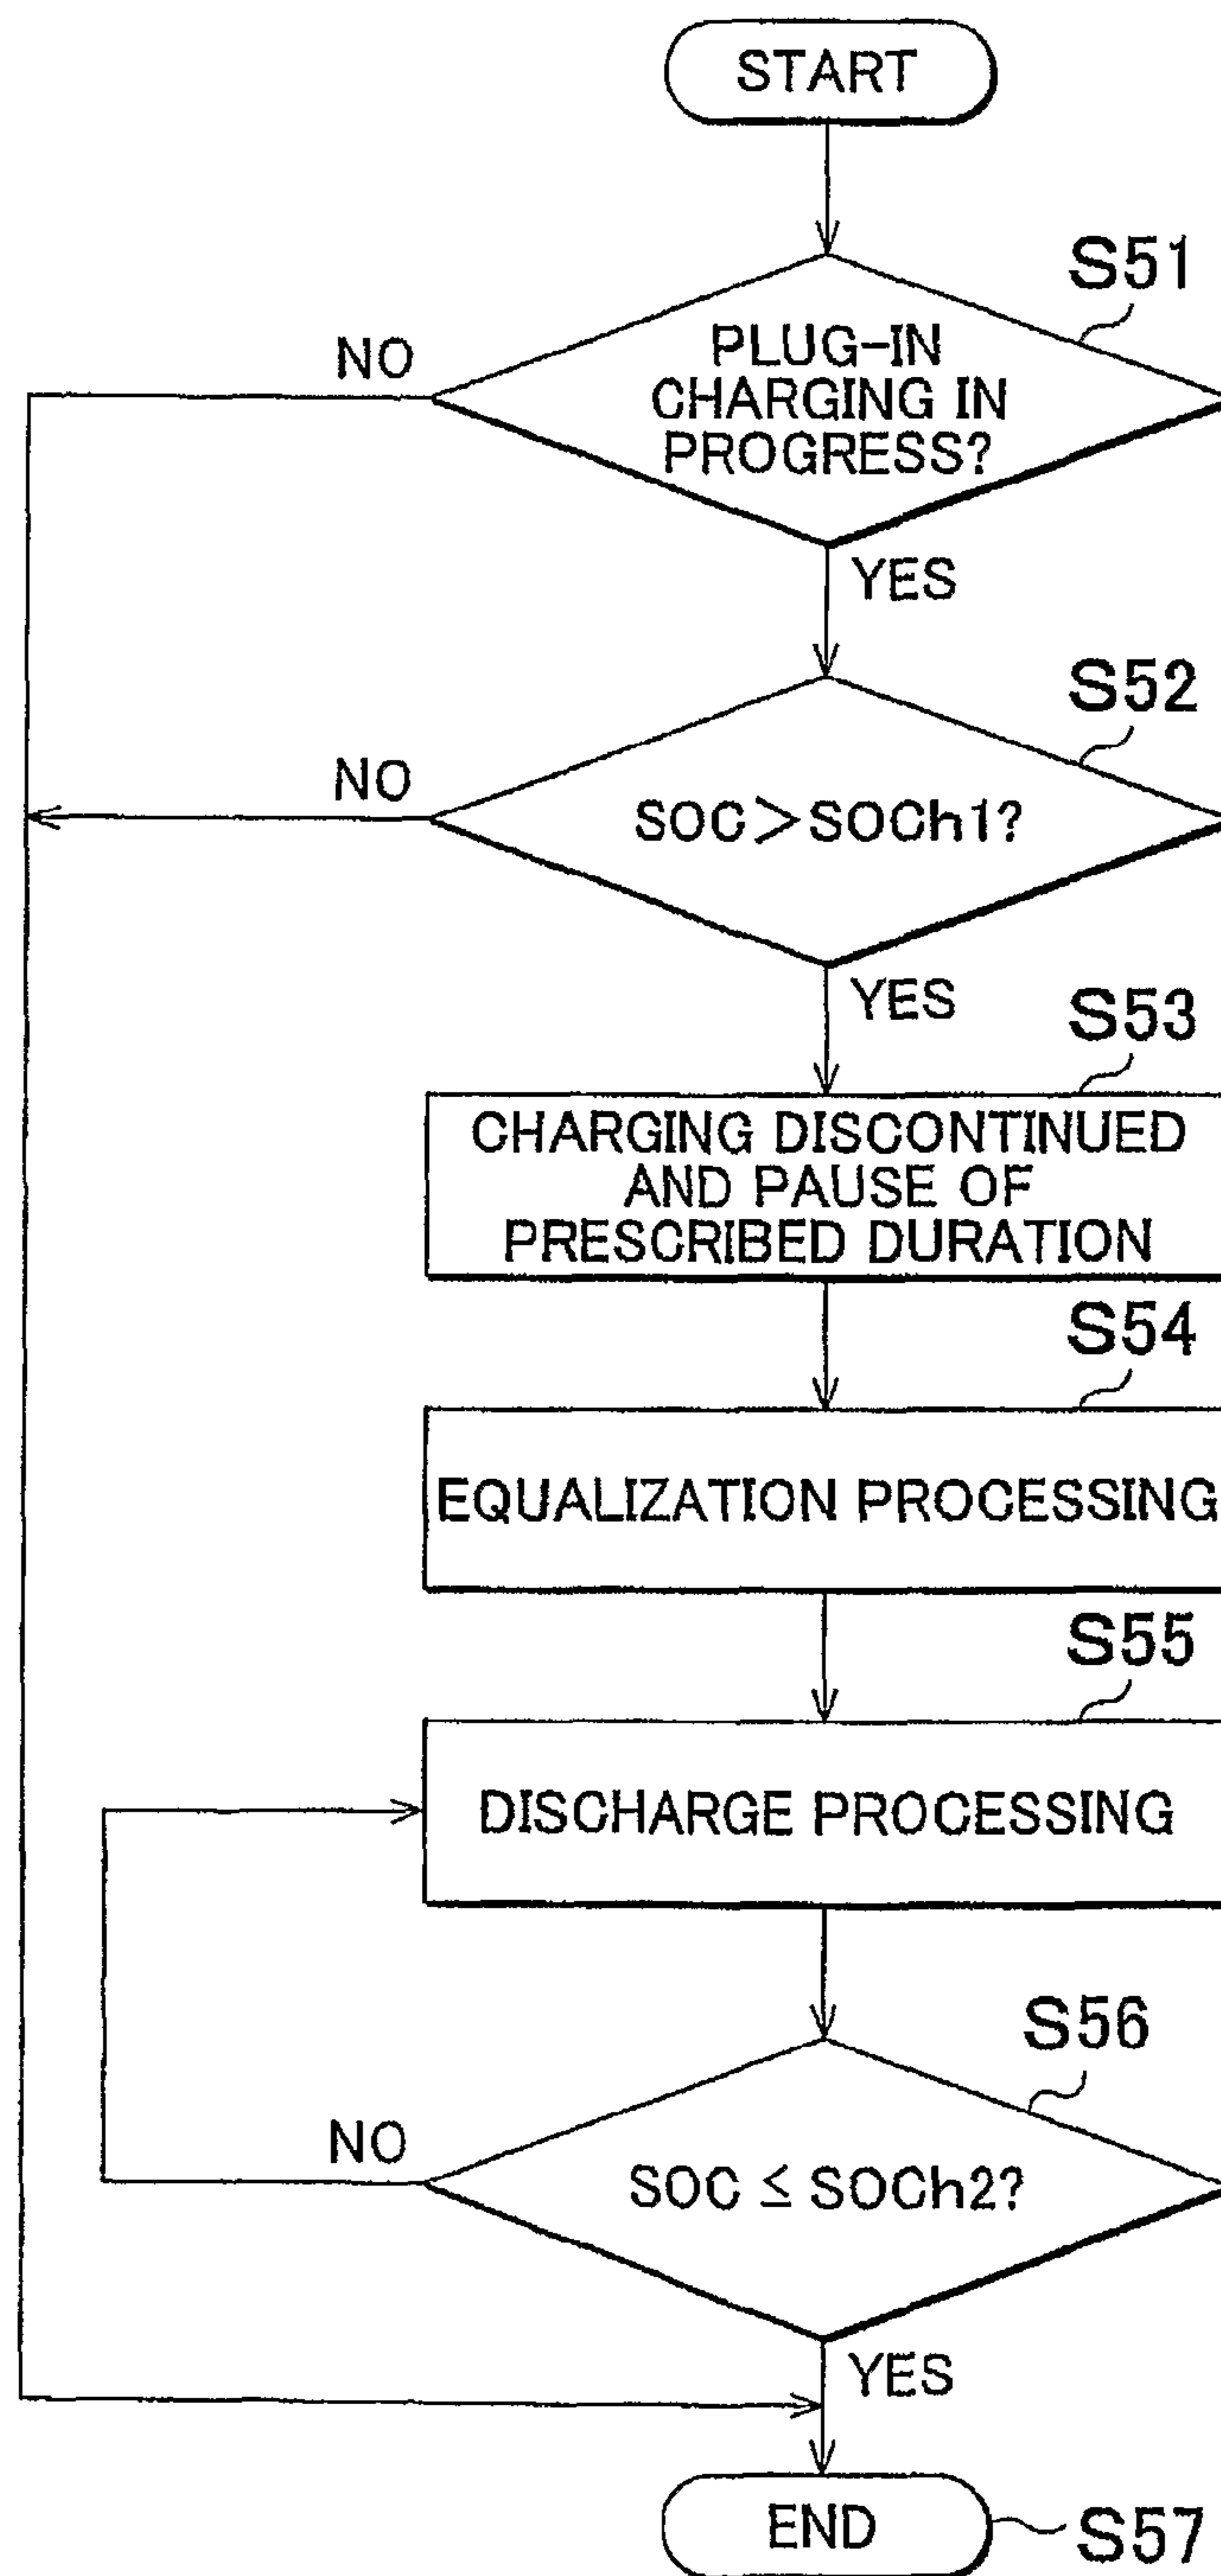 START
S51
NO
PLUG-IN
CHARGING IN
PROGRESS?
YES
S52
NO
SOC>SOCh1?
YES
S53
CHARGING DISCONTINUED
AND PAUSE OF
PRESCRIBED DURATION
S54
EQUALIZATION PROCESSING
S55
DISCHARGE PROCESSING
S56
NO
SOC ≤ SOCh2?
YES
END
S57